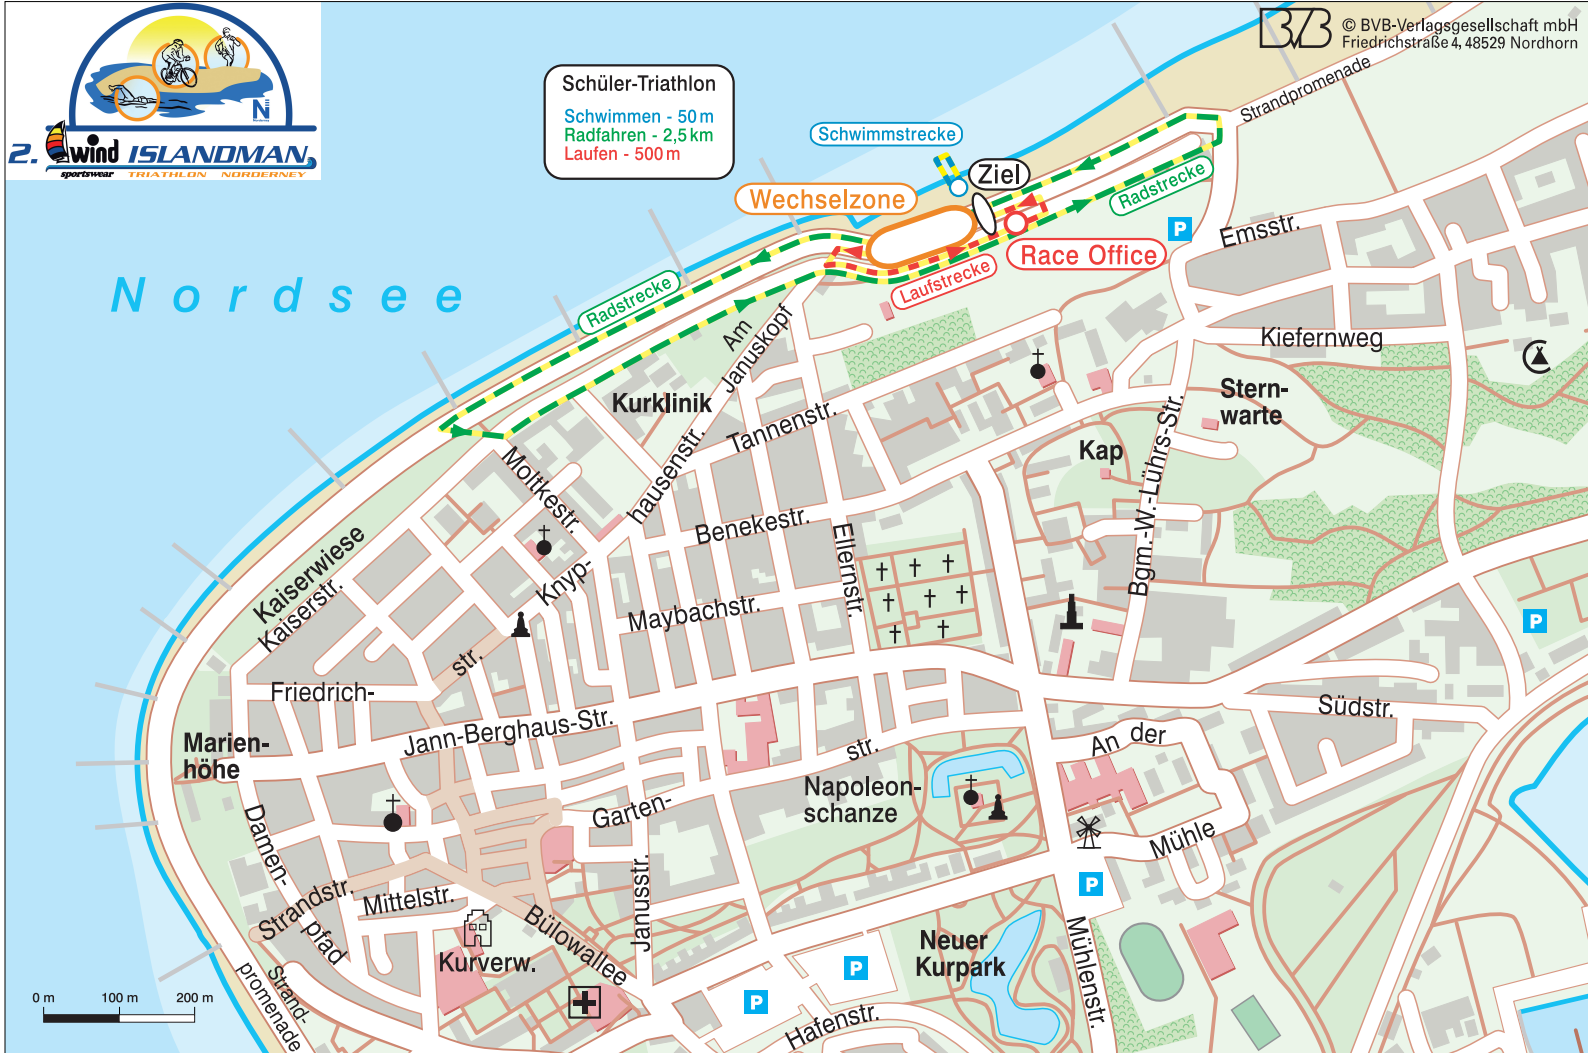 2. wind ISLANDMAN
sportswear TRIATHLON NORDERNEY
N
Norderney
Schüler-Triathlon
Schwimmen - 50 m
Radfahren - 2,5 km
Laufen - 500 m
BVB © BVB-Verlagsgesellschaft mbH
Friedrichstraße 4, 48529 Nordhorn
Strandpromenade
Schwimmstrecke
Ziel
Wechselzone
Radstrecke
P
Emsstr.
Race Office
Laufstrecke
Nordsee
Radstrecke
Am
Januskopf
Kiefernweg
Kurklinik
Stern-
warte
Tannenstr.
Kap
Moltkestr.
hausenstr.
Benekestr.
Bgm.-W.-Lührs-Str.
Ellernstr.
Kaiserwiese
Kaiserstr.
Knyp-
Maybachstr.
P
str.
Friedrich-
Südstr.
Jann-Berghaus-Str.
An der
Marien-
höhe
str.
Napoleon-
schanze
Garten-
Damen-
pfad
Mühle
P
Janusstr.
Strandstr.
Mittelstr.
Bülowallee
Kurverw.
Neuer
Kurpark
Mühlenstr.
P
P
Hafenstr.
Strand-
promenade
0 m 100 m 200 m